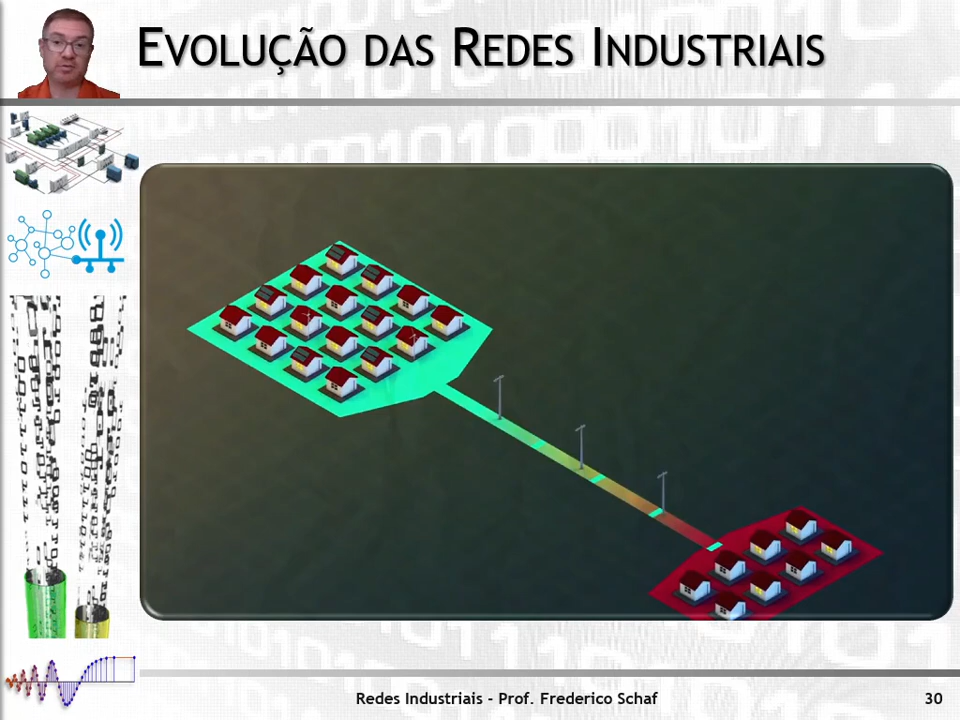 EVOLUÇÃO DAS REDES INDUSTRIAIS
Redes Industriais - Prof. Frederico Schaf
30